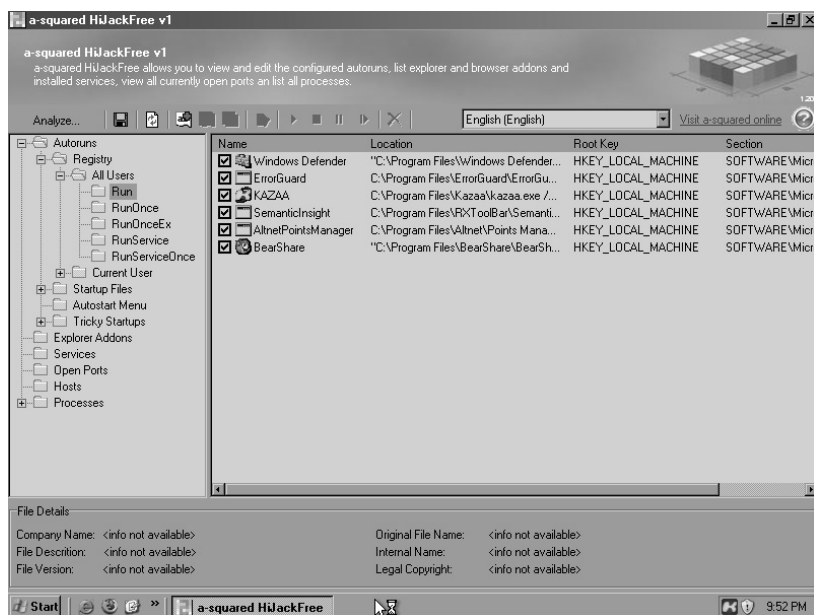 a-squared HiJackFree v1
a-squared HiJackFree v1
a-squared HiJackFree allows you to view and edit the configured autoruns, list explorer and browser addons and
installed services, view all currently open ports an list all processes.
1.20
Analyze...
English (English)
Visit a-squared online
Autoruns
Registry
All Users
Run
RunOnce
RunOnceEx
RunService
RunServiceOnce
Current User
Startup Files
Autostart Menu
Tricky Startups
Explorer Addons
Services
Open Ports
Hosts
Processes
Name Location Root Key Section
Windows Defender "C:\Program Files\Windows Defender... HKEY_LOCAL_MACHINE SOFTWARE\Micr
ErrorGuard C:\Program Files\ErrorGuard\ErrorGu... HKEY_LOCAL_MACHINE SOFTWARE\Micr
KAZAA C:\Program Files\Kazaa\kazaa.exe /... HKEY_LOCAL_MACHINE SOFTWARE\Micr
SemanticInsight C:\Program Files\RXToolBar\Semanti... HKEY_LOCAL_MACHINE SOFTWARE\Micr
AltnetPointsManager C:\Program Files\Altnet\Points Mana... HKEY_LOCAL_MACHINE SOFTWARE\Micr
BearShare "C:\Program Files\BearShare\BearSh... HKEY_LOCAL_MACHINE SOFTWARE\Micr
File Details
Company Name: <info not available> Original File Name: <info not available>
File Descrition: <info not available> Internal Name: <info not available>
File Version: <info not available> Legal Copyright: <info not available>
Start » a-squared HiJackFree 9:52 PM